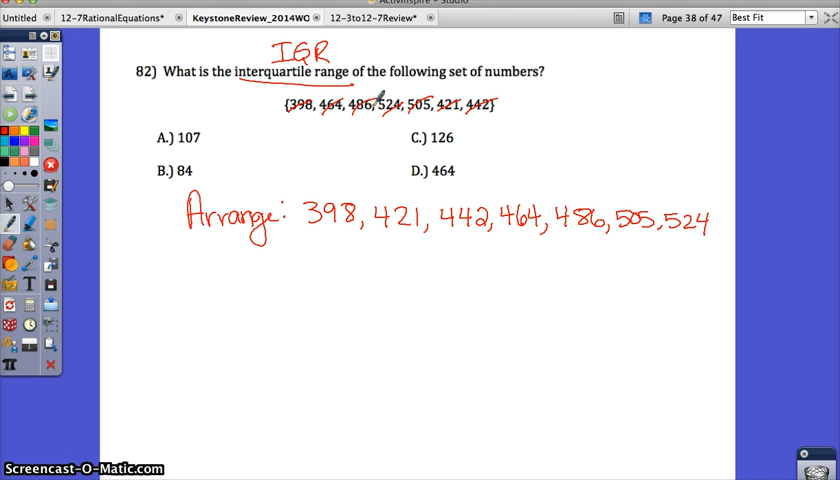 ActivInspire – Studio
Untitled 12-7RationalEquations* KeystoneReview_2014WO 12-3to12-7Review* Page 38 of 47 Best Fit
IQR
82) What is the interquartile range of the following set of numbers?
{398, 464, 486, 524, 505, 421, 442}
A.) 107 C.) 126
B.) 84 D.) 464
Arrange: 398, 421, 442, 464, 486, 505, 524
Screencast-O-Matic.com